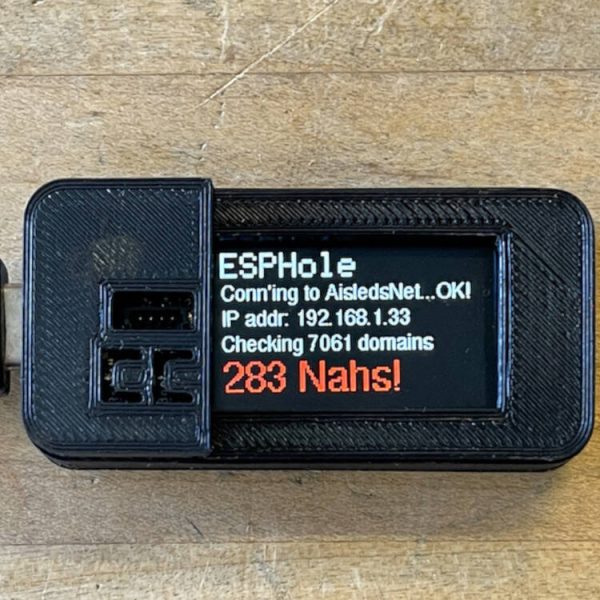 ESPHole
Conn'ing to AisledsNet...OK!
IP addr: 192.168.1.33
Checking 7061 domains
283 Nahs!